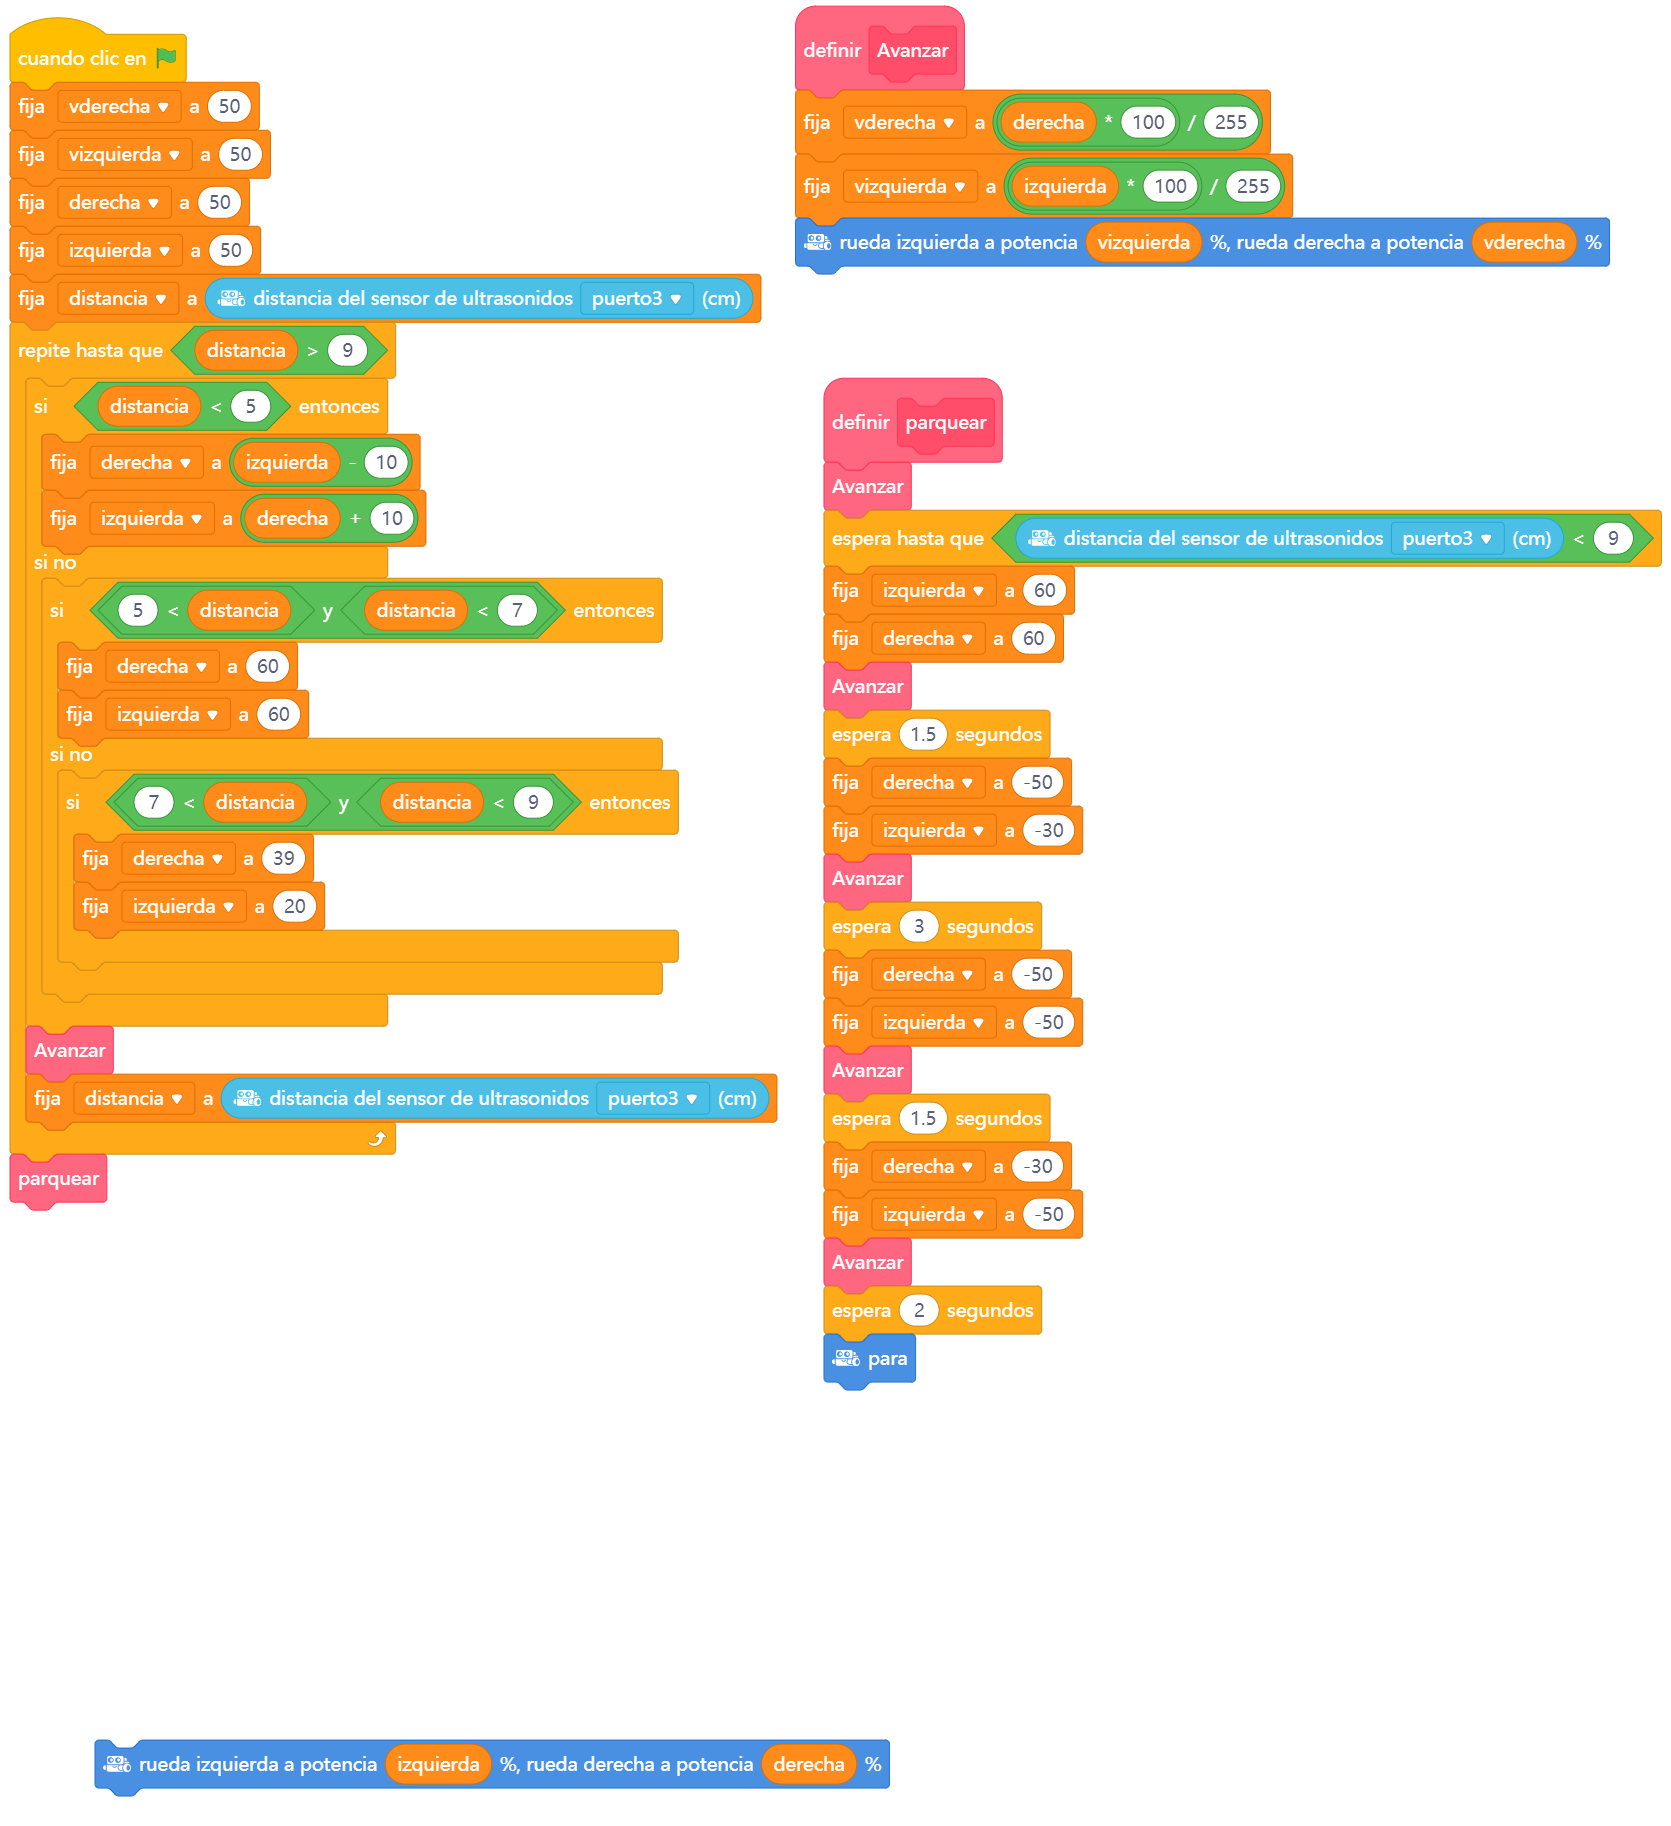 cuando clic en
fija vderecha a 50
fija vizquierda a 50
fija derecha a 50
fija izquierda a 50
fija distancia a distancia del sensor de ultrasonidos puerto3 (cm)
repite hasta que distancia > 9
si distancia < 5 entonces
fija derecha a izquierda - 10
fija izquierda a derecha + 10
si no
si 5 < distancia y distancia < 7 entonces
fija derecha a 60
fija izquierda a 60
si no
si 7 < distancia y distancia < 9 entonces
fija derecha a 39
fija izquierda a 20
Avanzar
fija distancia a distancia del sensor de ultrasonidos puerto3 (cm)
parquear
definir Avanzar
fija vderecha a derecha * 100 / 255
fija vizquierda a izquierda * 100 / 255
rueda izquierda a potencia vizquierda %, rueda derecha a potencia vderecha %
definir parquear
Avanzar
espera hasta que distancia del sensor de ultrasonidos puerto3 (cm) < 9
fija izquierda a 60
fija derecha a 60
Avanzar
espera 1.5 segundos
fija derecha a -50
fija izquierda a -30
Avanzar
espera 3 segundos
fija derecha a -50
fija izquierda a -50
Avanzar
espera 1.5 segundos
fija derecha a -30
fija izquierda a -50
Avanzar
espera 2 segundos
para
rueda izquierda a potencia izquierda %, rueda derecha a potencia derecha %